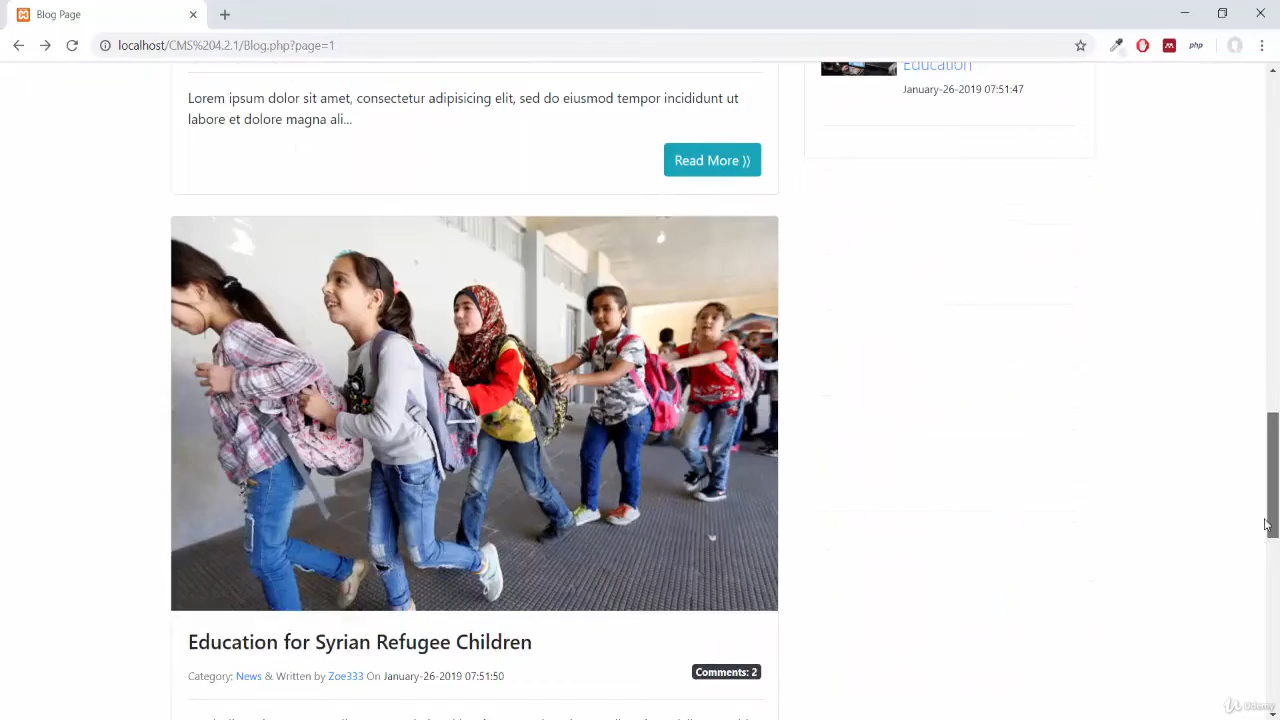 Blog Page
localhost/CMS%204.2.1/Blog.php?page=1
php
Education
January-26-2019 07:51:47
Lorem ipsum dolor sit amet, consectetur adipisicing elit, sed do eiusmod tempor incididunt ut
labore et dolore magna ali...
Read More ⟩⟩
Education for Syrian Refugee Children
Category: News & Written by Zoe333 On January-26-2019 07:51:50
Comments: 2
Udemy